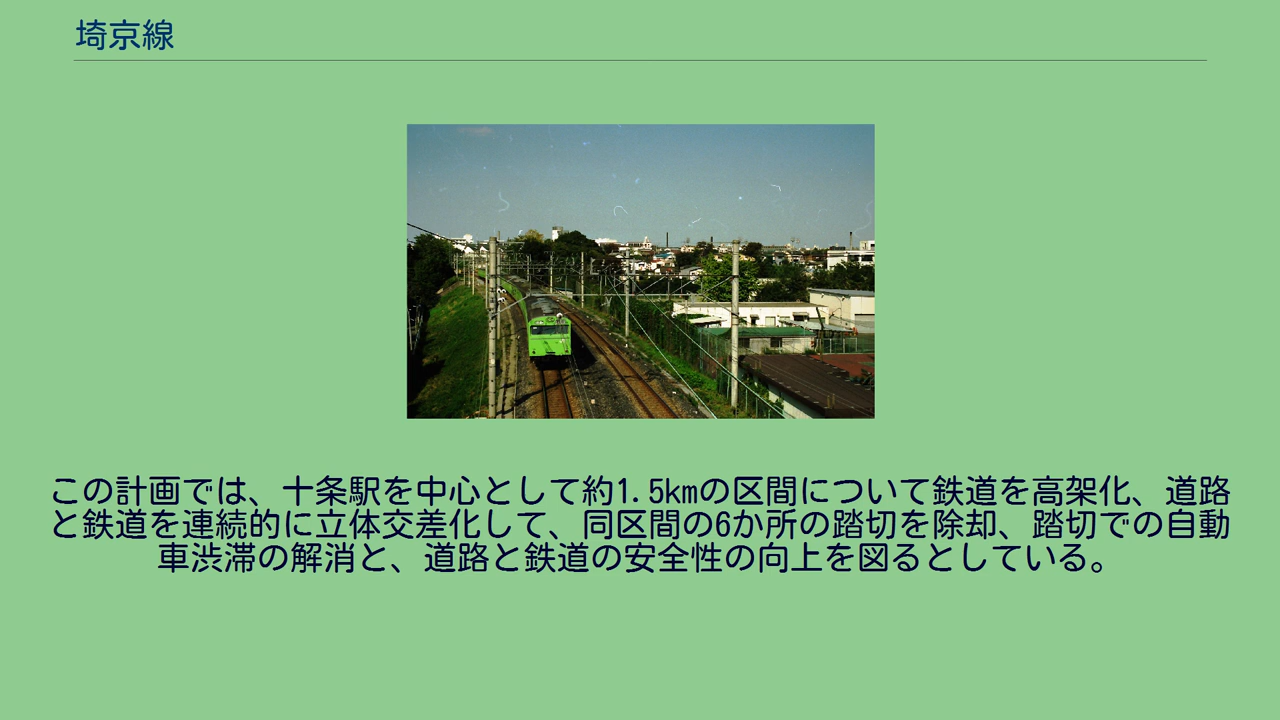 埼京線
この計画では、十条駅を中心として約1.5kmの区間について鉄道を高架化、道路
と鉄道を連続的に立体交差化して、同区間の6か所の踏切を除却、踏切での自動
車渋滞の解消と、道路と鉄道の安全性の向上を図るとしている。